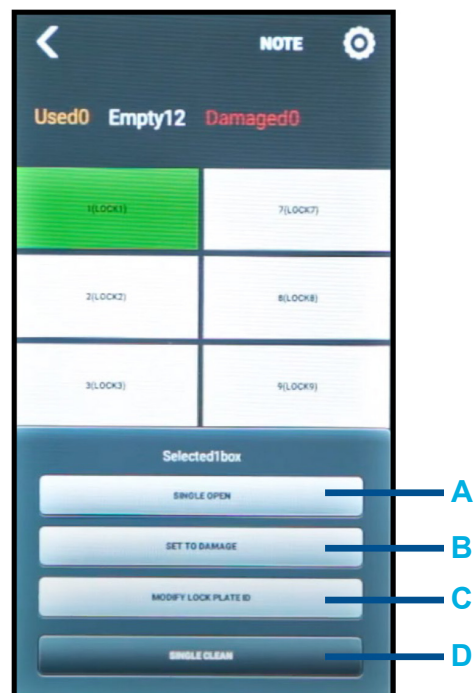 NOTE
Used0 Empty12 Damaged0
1(LOCK1) 7(LOCK7)
2(LOCK2) 8(LOCK8)
3(LOCK3) 9(LOCK9)
Selected1box
SINGLE OPEN A
SET TO DAMAGE B
MODIFY LOCK PLATE ID C
SINGLE CLEAN D